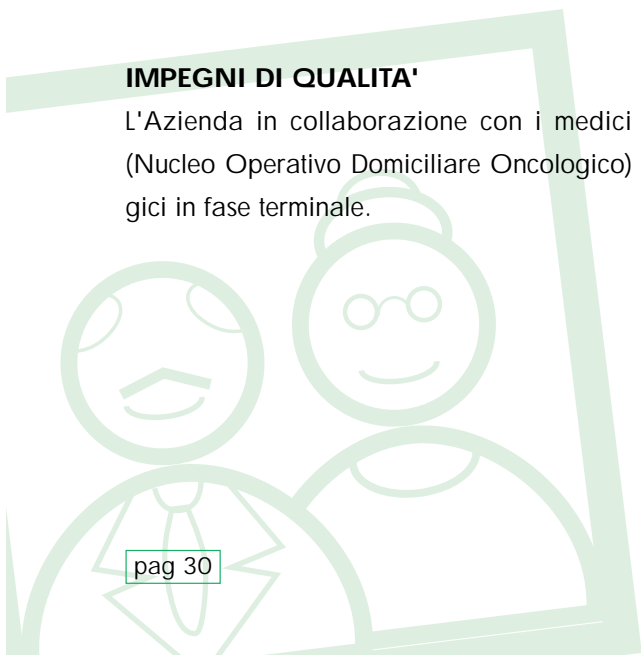 IMPEGNI DI QUALITA'
L'Azienda in collaborazione con i medici
(Nucleo Operativo Domiciliare Oncologico)
gici in fase terminale.
pag 30